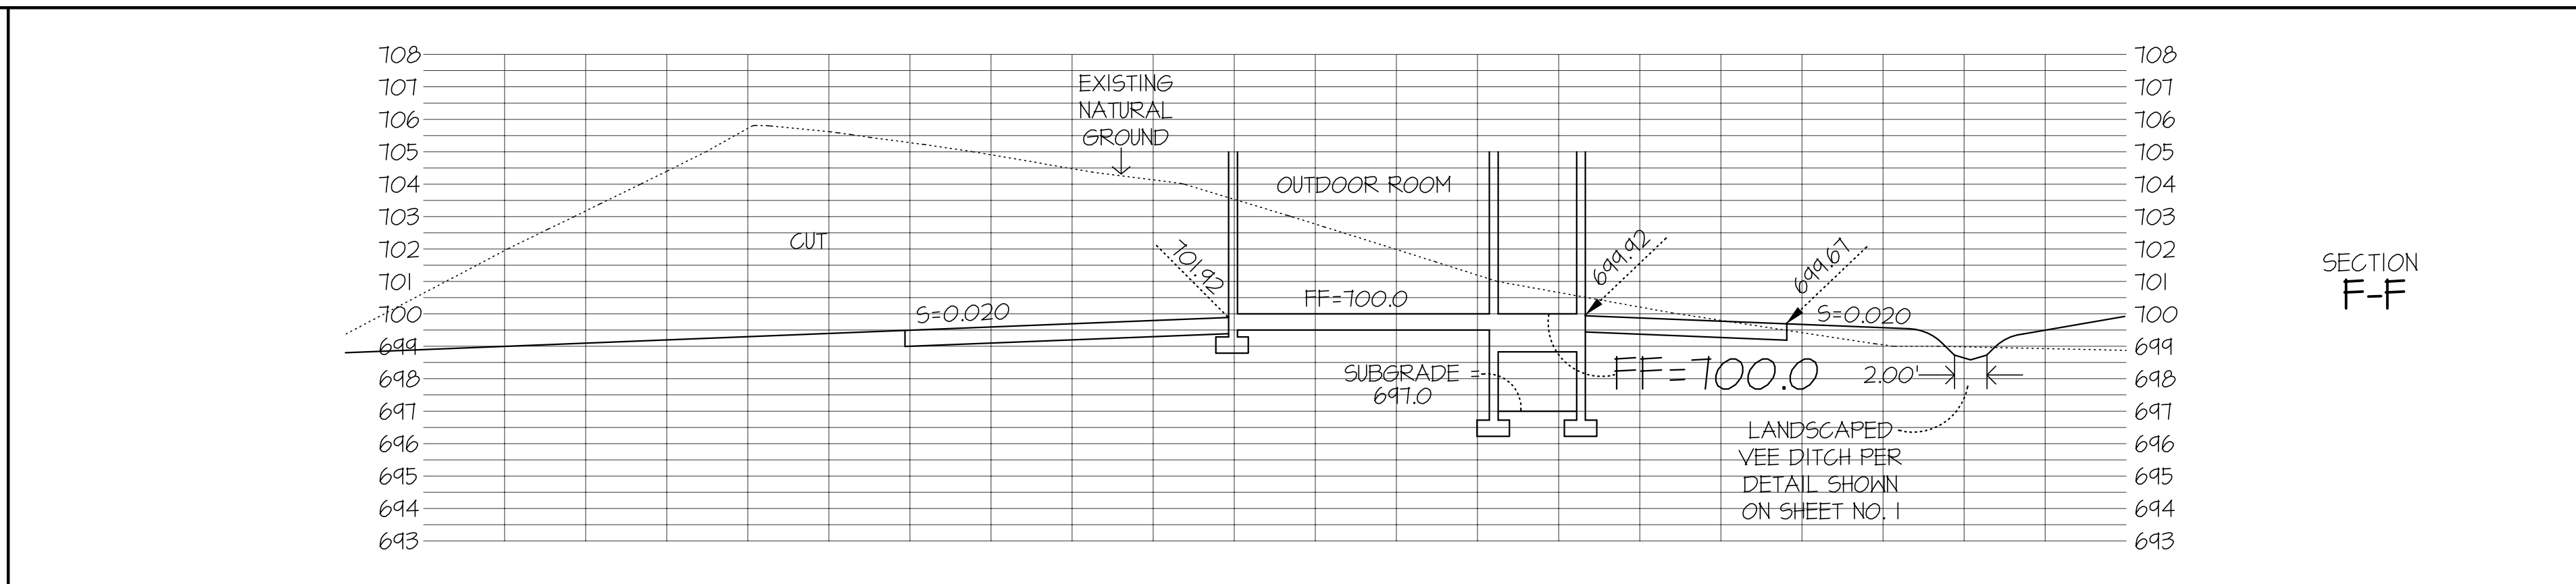 708
707
706
705
704
703
702
701
700
699
698
697
696
695
694
693
EXISTING
NATURAL
GROUND
CUT
S=0.020
701.92
OUTDOOR ROOM
FF=700.0
SUBGRADE =
697.0
699.92
699.67
S=0.020
FF=700.0
2.00'
LANDSCAPED
VEE DITCH PER
DETAIL SHOWN
ON SHEET NO. 1
708
707
706
705
704
703
702
701
700
699
698
697
696
695
694
693
SECTION
F-F